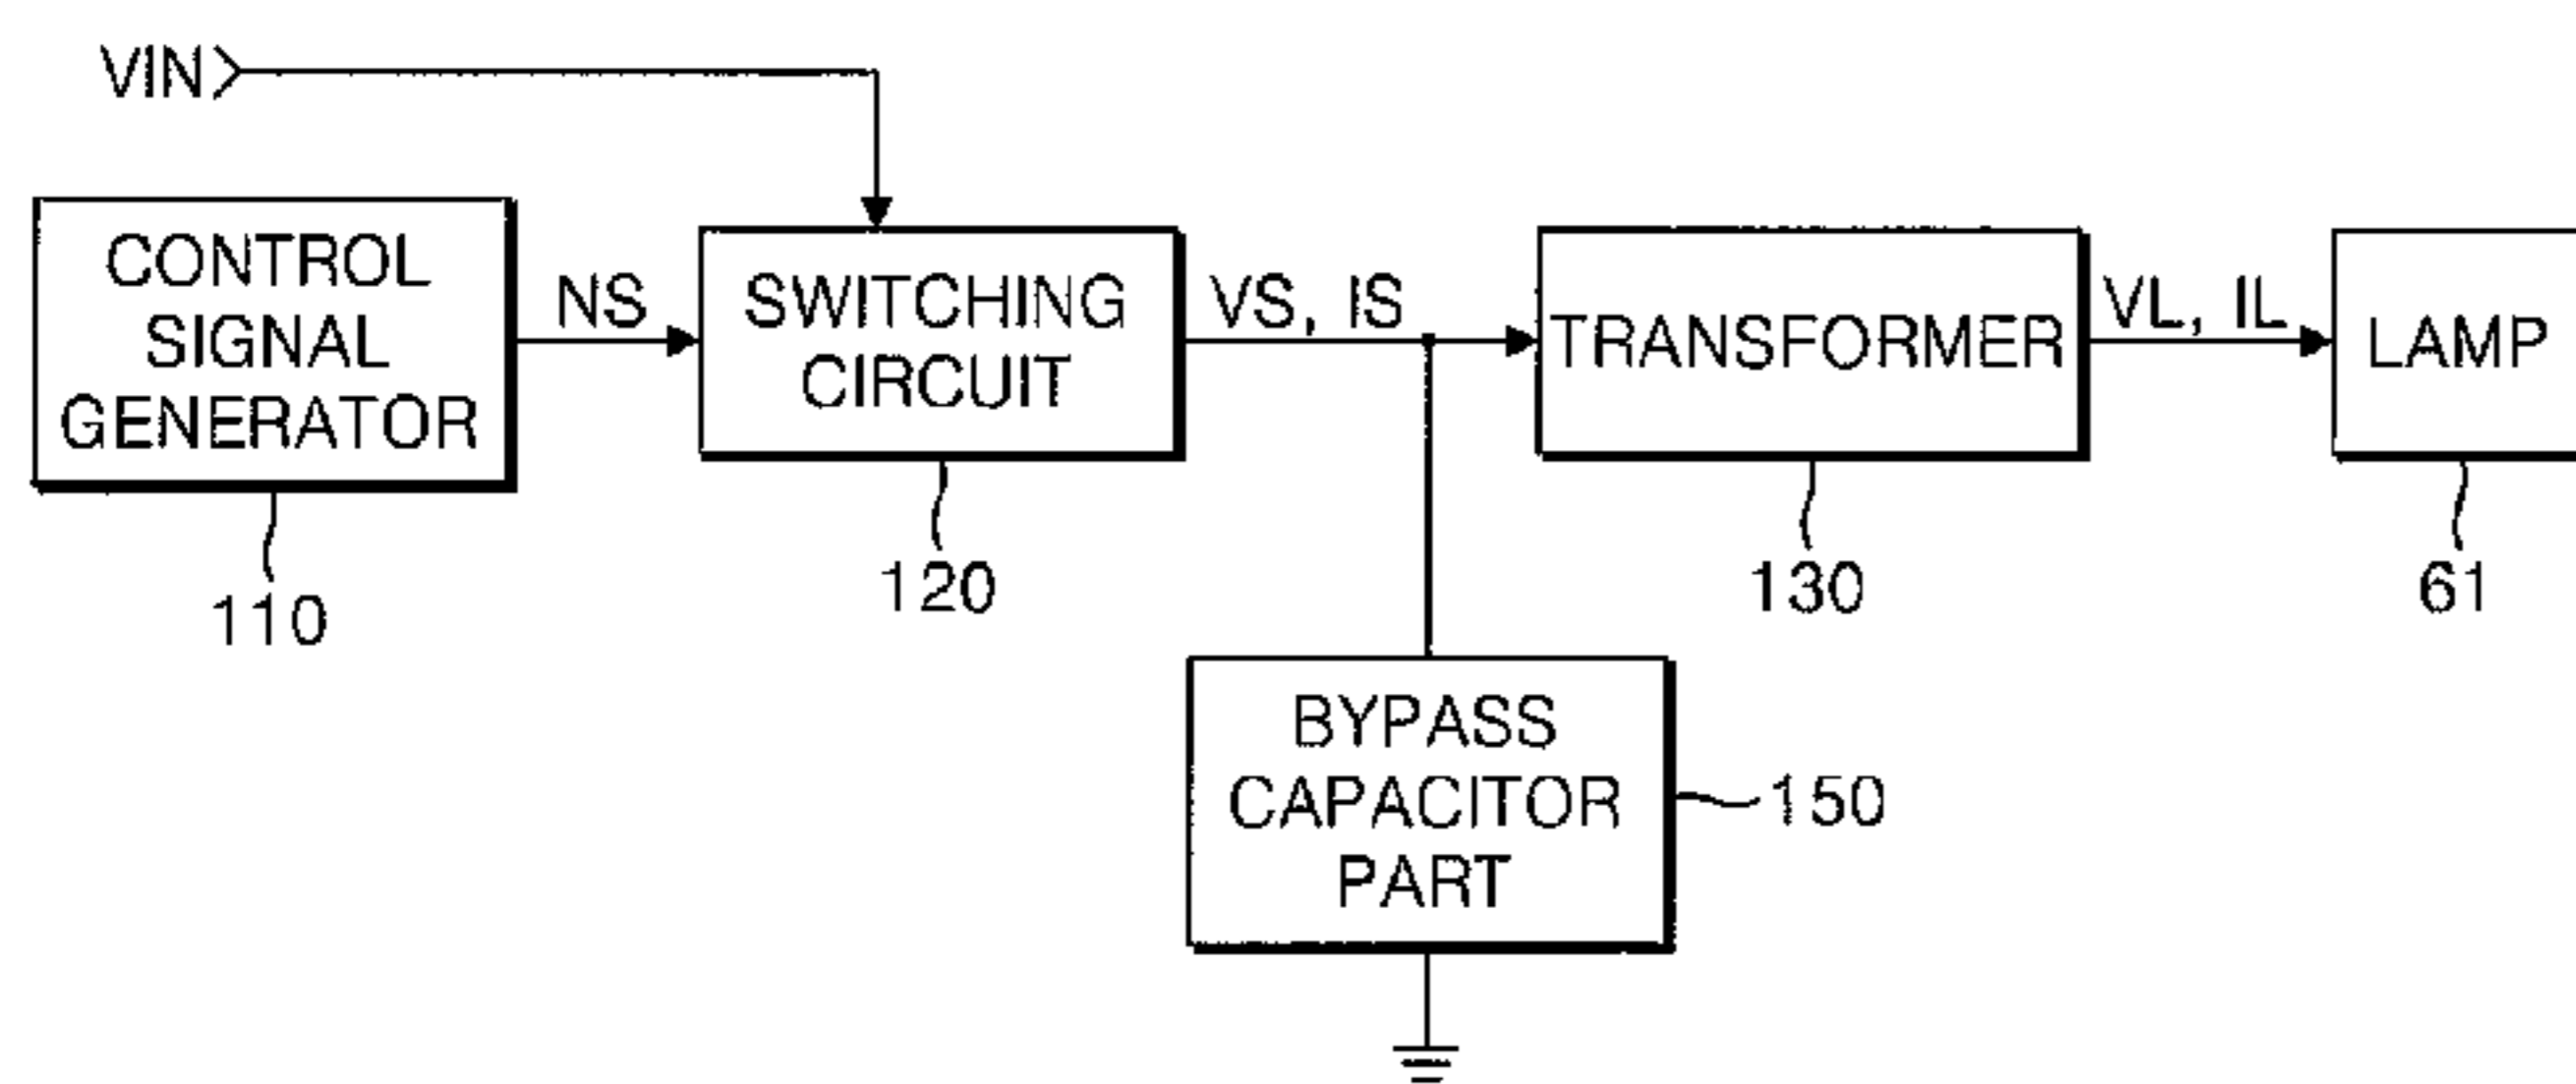 VIN
CONTROL
SIGNAL
GENERATOR
NS
SWITCHING
CIRCUIT
VS, IS
TRANSFORMER
VL, IL
LAMP
110
120
130
61
BYPASS
CAPACITOR
PART
150